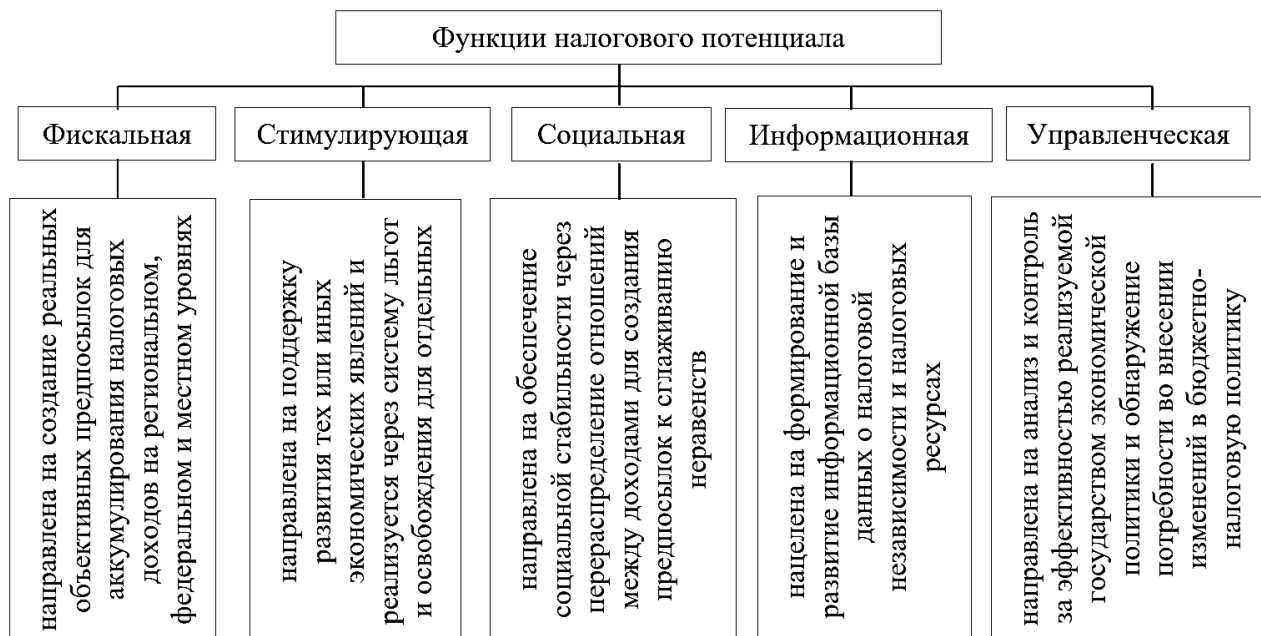 Функции налогового потенциала
Фискальная
Стимулирующая
Социальная
Информационная
Управленческая
направлена на создание реальных
объективных предпосылок для
аккумулирования налоговых
доходов на региональном,
федеральном и местном уровнях
направлена на поддержку
развития тех или иных
экономических явлений и
реализуется через систему льгот
и освобождения для отдельных
направлена на обеспечение
социальной стабильности через
перераспределение отношений
между доходами для создания
предпосылок к сглаживанию
неравенств
нацелена на формирование и
развитие информационной базы
данных о налоговой
независимости и налоговых
ресурсах
направлена на анализ и контроль
за эффективностью реализуемой
государством экономической
политики и обнаружение
потребности во внесении
изменений в бюджетно-
налоговую политику